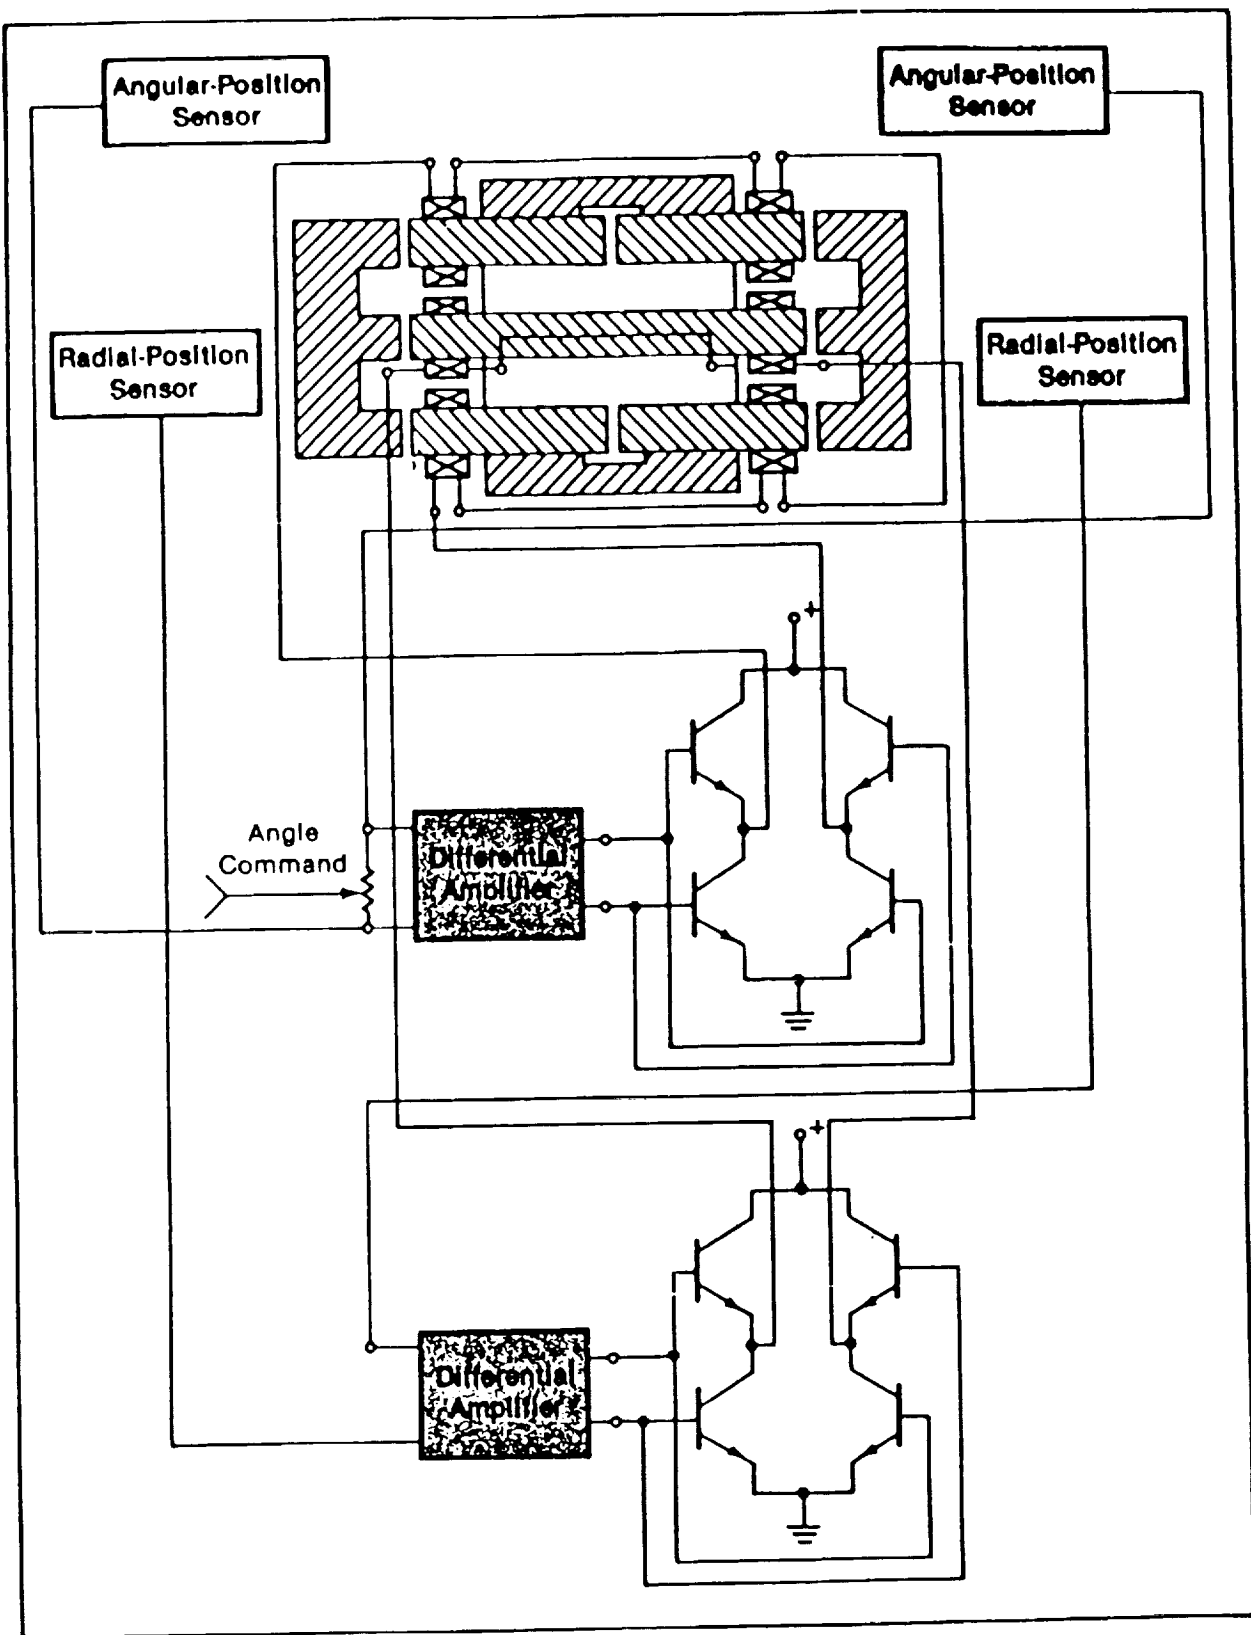 Angular-Position
Sensor
Angular-Position
Sensor
Radial-Position
Sensor
Radial-Position
Sensor
+
Angle
Command
Differential
Amplifier
+
Differential
Amplifier